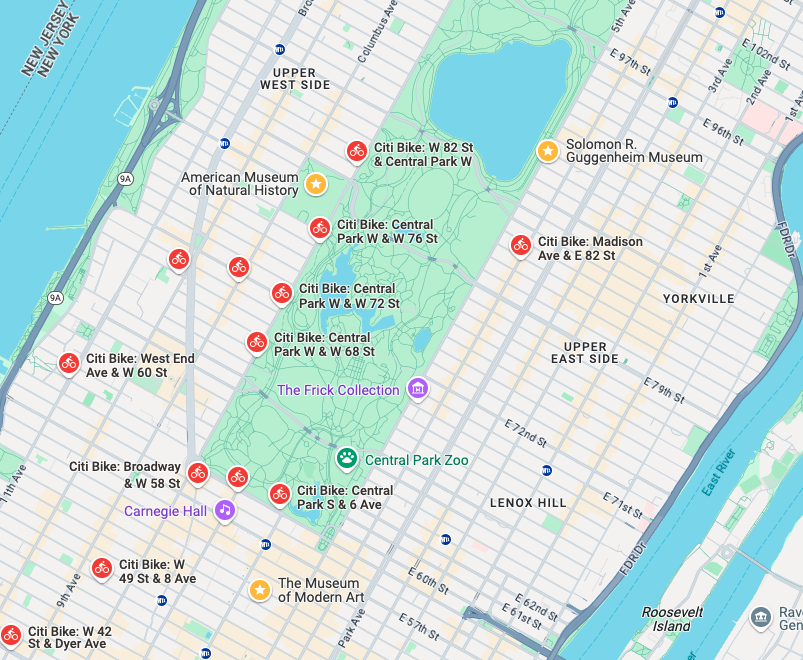 NEW JERSEY
NEW YORK
Columbus Ave
5th Ave
E 102nd St
E 97th St
3rd Ave
2nd Ave
UPPER
WEST SIDE
E 96th St
Citi Bike: W 82 St
& Central Park W
Solomon R.
Guggenheim Museum
American Museum
of Natural History
9A
Citi Bike: Central
Park W & W 76 St
Citi Bike: Madison
Ave & E 82 St
FDR Dr
1st Ave
9A
Citi Bike: Central
Park W & W 72 St
YORKVILLE
Citi Bike: Central
Park W & W 68 St
UPPER
EAST SIDE
Citi Bike: West End
Ave & W 60 St
The Frick Collection
E 79th St
E 72nd St
Central Park Zoo
East River
Citi Bike: Broadway
& W 58 St
11th Ave
Citi Bike: Central
Park S & 6 Ave
LENOX HILL
E 71st St
Carnegie Hall
FDR Dr
Citi Bike: W
49 St & 8 Ave
9th Ave
The Museum
of Modern Art
E 60th St
E 62nd St
E 61st St
Park Ave
E 57th St
Roosevelt
Island
Citi Bike: W 42
St & Dyer Ave